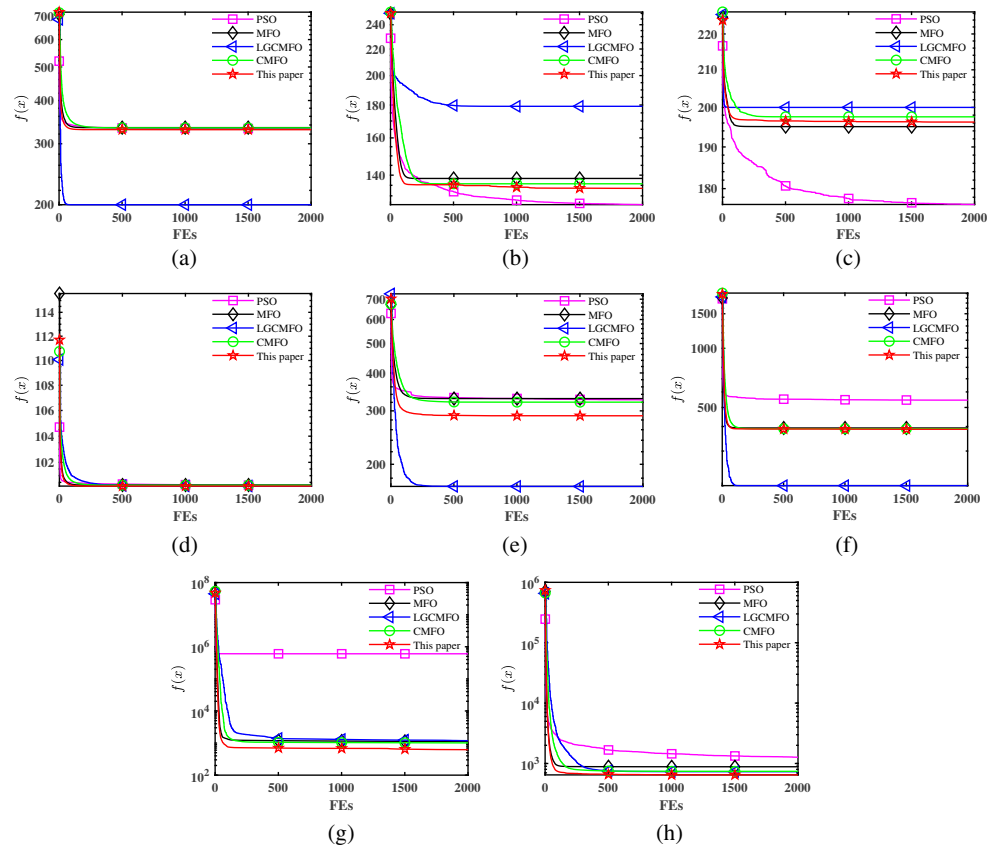 700
600
500
400
300
200
f(x)
0 500 1000 1500 2000
FEs
PSO
MFO
LGCMFO
CMFO
This paper
(a)
240
220
200
180
160
140
f(x)
0 500 1000 1500 2000
FEs
PSO
MFO
LGCMFO
CMFO
This paper
(b)
220
210
200
190
180
f(x)
0 500 1000 1500 2000
FEs
PSO
MFO
LGCMFO
CMFO
This paper
(c)
114
112
110
108
106
104
102
f(x)
0 500 1000 1500 2000
FEs
PSO
MFO
LGCMFO
CMFO
This paper
(d)
700
600
500
400
300
200
f(x)
0 500 1000 1500 2000
FEs
PSO
MFO
LGCMFO
CMFO
This paper
(e)
1500
1000
500
f(x)
0 500 1000 1500 2000
FEs
PSO
MFO
LGCMFO
CMFO
This paper
(f)
10^8
10^6
10^4
10^2
f(x)
0 500 1000 1500 2000
FEs
PSO
MFO
LGCMFO
CMFO
This paper
(g)
10^6
10^5
10^4
10^3
f(x)
0 500 1000 1500 2000
FEs
PSO
MFO
LGCMFO
CMFO
This paper
(h)